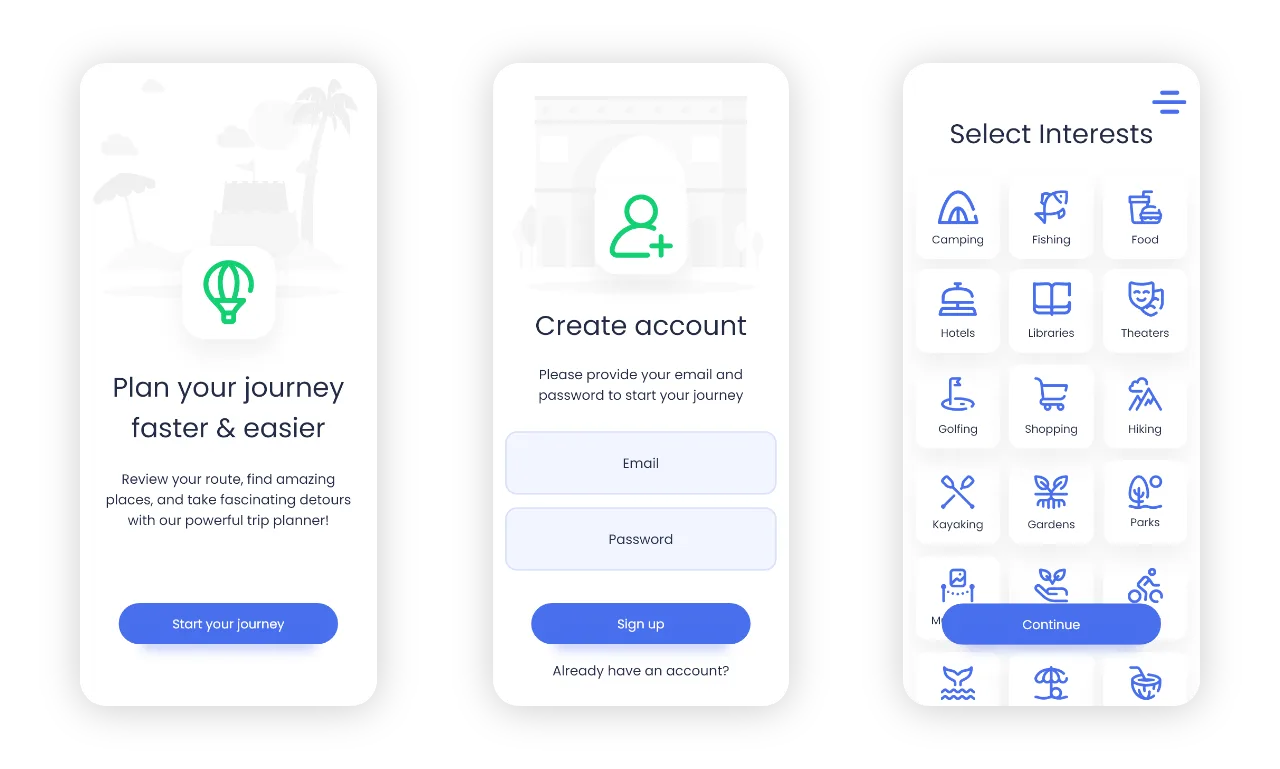 Plan your journey
faster & easier
Review your route, find amazing
places, and take fascinating detours
with our powerful trip planner!
Start your journey
Create account
Please provide your email and
password to start your journey
Email
Password
Sign up
Already have an account?
Select Interests
Camping
Fishing
Food
Hotels
Libraries
Theaters
Golfing
Shopping
Hiking
Kayaking
Gardens
Parks
Continue